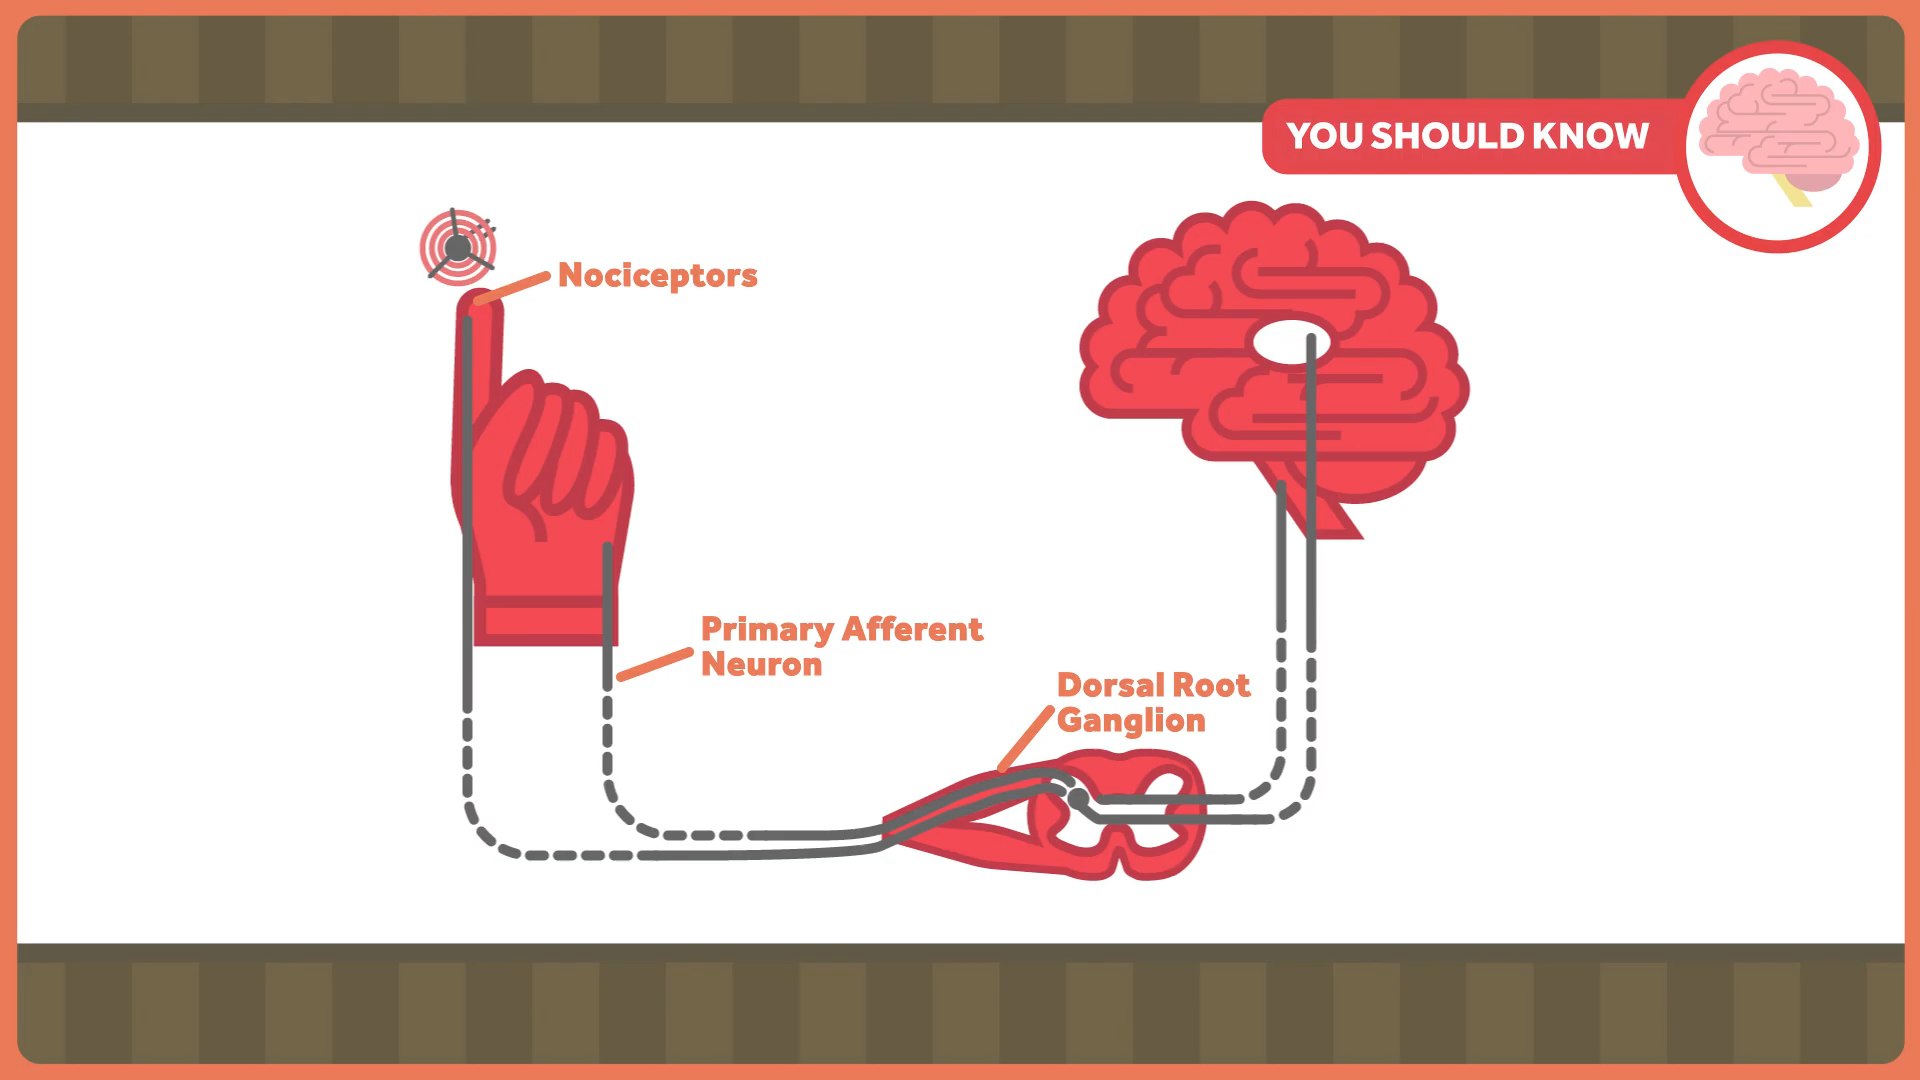 YOU SHOULD KNOW
Nociceptors
Primary Afferent
Neuron
Dorsal Root
Ganglion